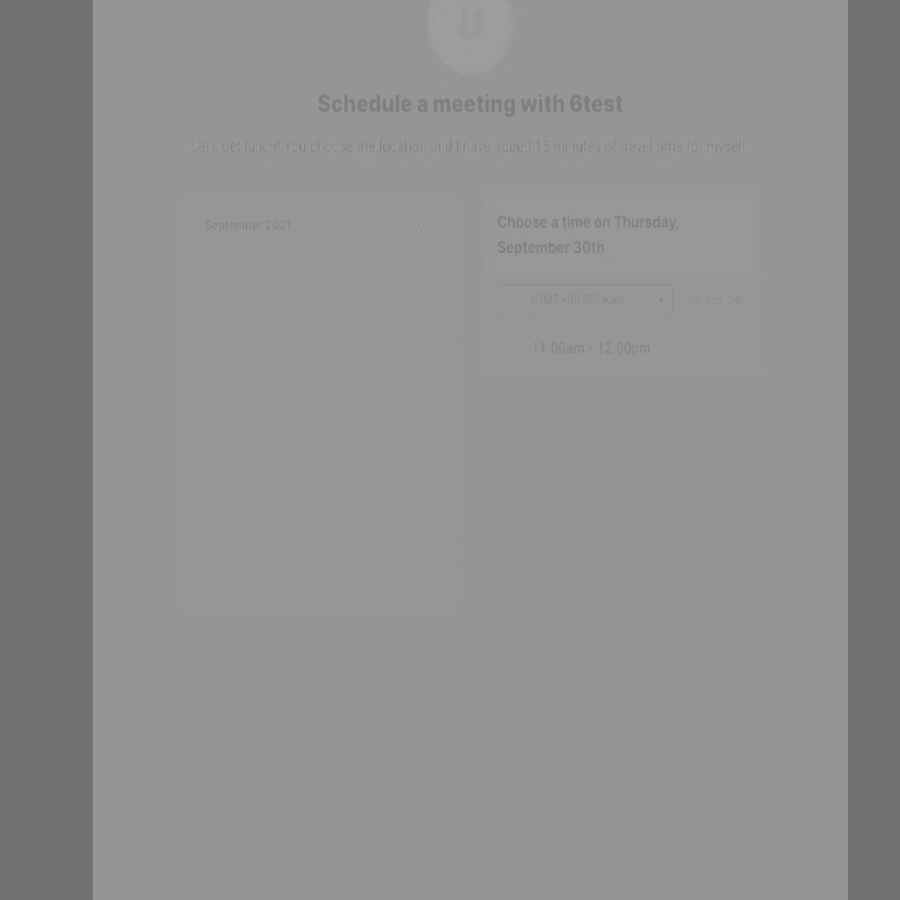 Ü
Schedule a meeting with 6test
Let's get lunch! You choose the location and I have added 15 minutes of travel time for myself.
September 2021
Choose a time on Thursday,
September 30th
(GMT+03:00) Kiev
am/pm 24h
11:00am - 12:00pm